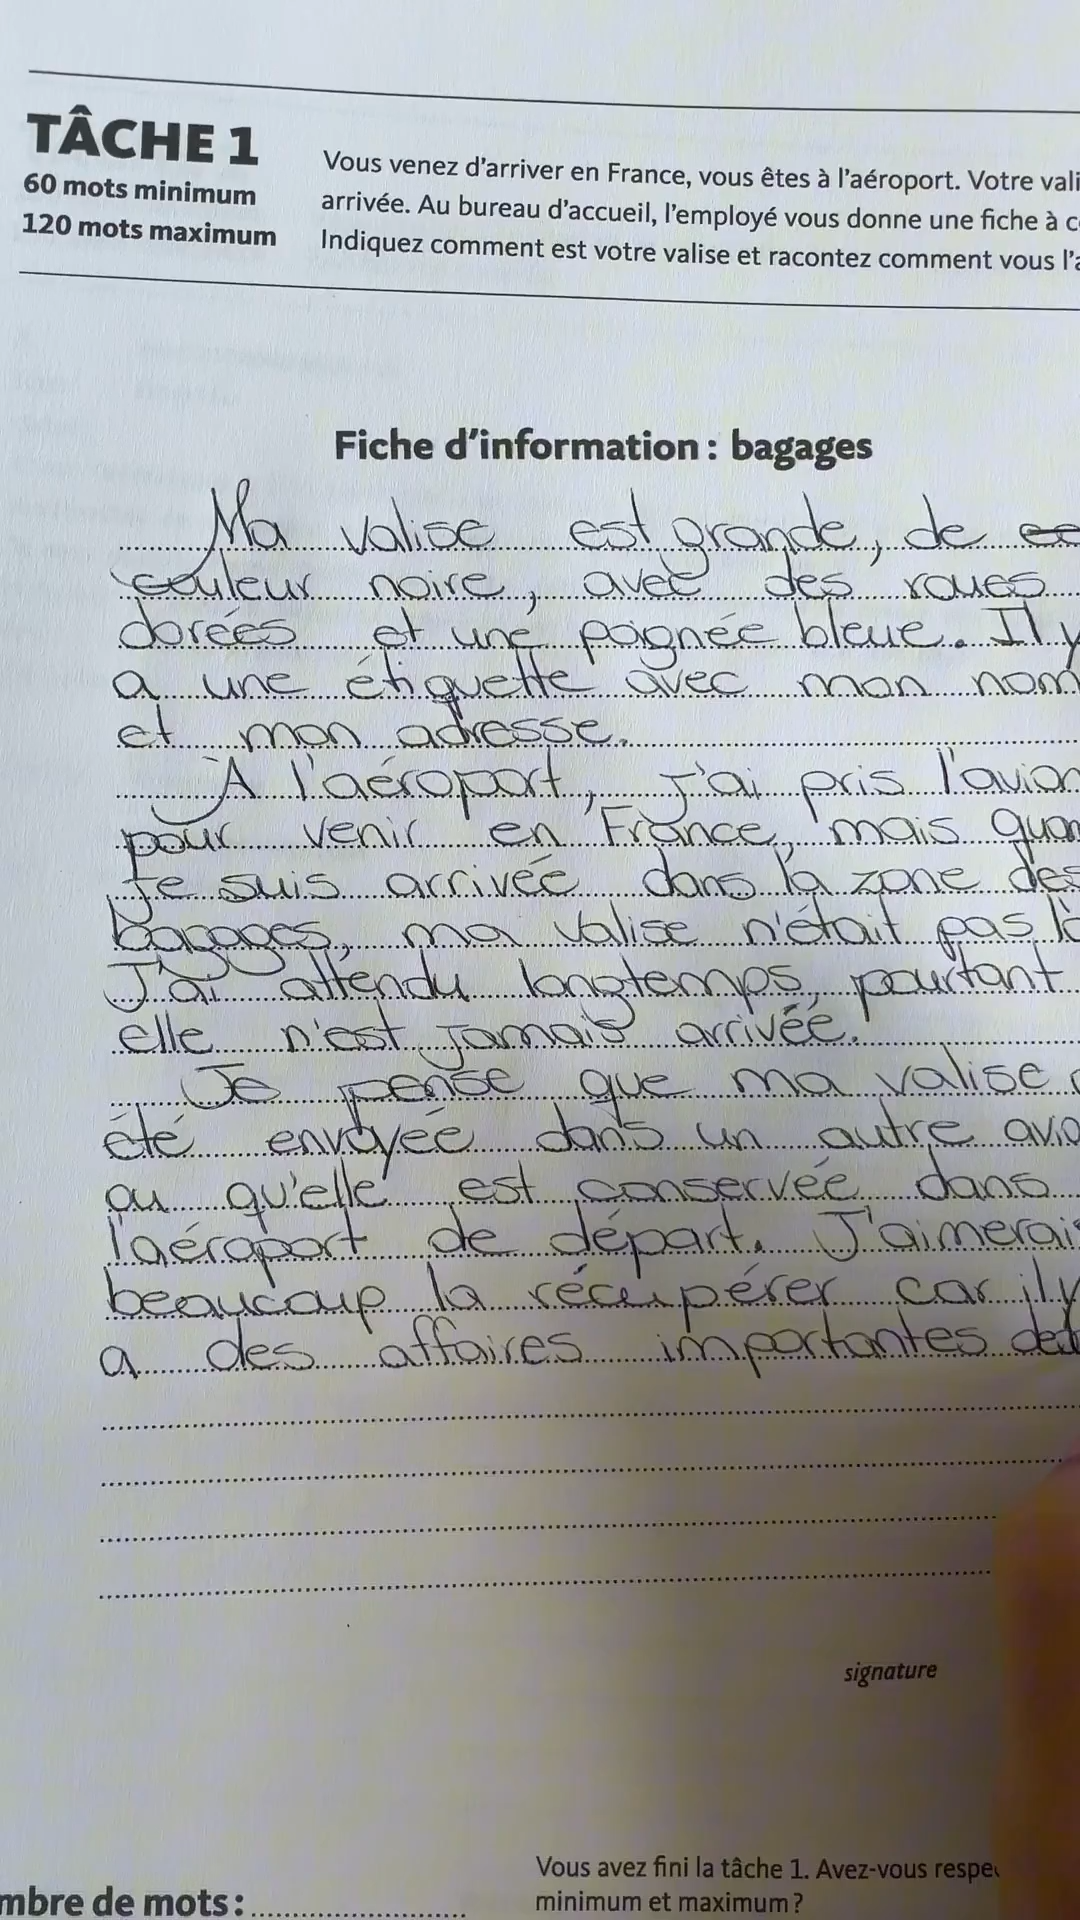 TÂCHE 1
60 mots minimum
120 mots maximum
Vous venez d'arriver en France, vous êtes à l'aéroport. Votre vali
arrivée. Au bureau d'accueil, l'employé vous donne une fiche à c
Indiquez comment est votre valise et racontez comment vous l'a
Fiche d'information : bagages
Ma valise est grande, de
couleur noire, avec des roues
dorées et une poignée bleue. Il y
a une étiquette avec mon nom
et mon adresse.
À l'aéroport, j'ai pris l'avion
pour venir en France, mais quan
je suis arrivée dans la zone des
bagages, ma valise n'était pas là
J'ai attendu longtemps, pourtant
elle n'est jamais arrivée.
Je pense que ma valise
été envoyée dans un autre avio
ou qu'elle est conservée dans
l'aéroport de départ. J'aimerais
beaucoup la récupérer car il y
a des affaires importantes ded
signature
mbre de mots :
Vous avez fini la tâche 1. Avez-vous respec
minimum et maximum ?